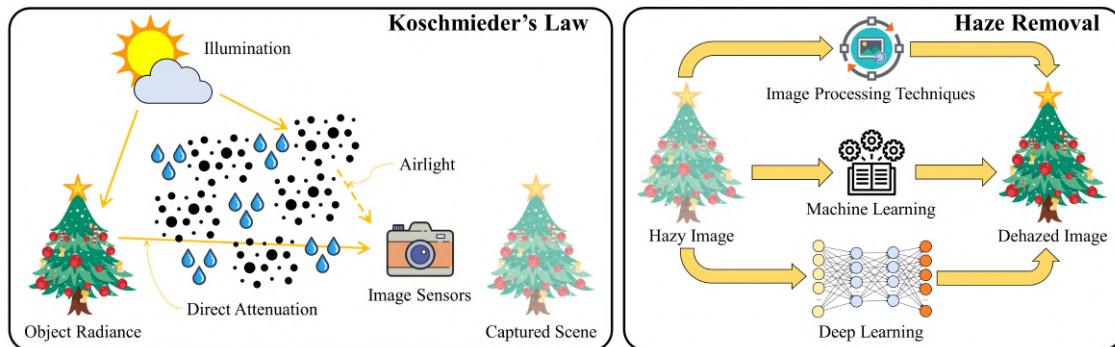 Koschmieder's Law
Illumination
Airlight
Direct Attenuation
Object Radiance
Image Sensors
Captured Scene
Haze Removal
Image Processing Techniques
Machine Learning
Hazy Image
Dehazed Image
Deep Learning